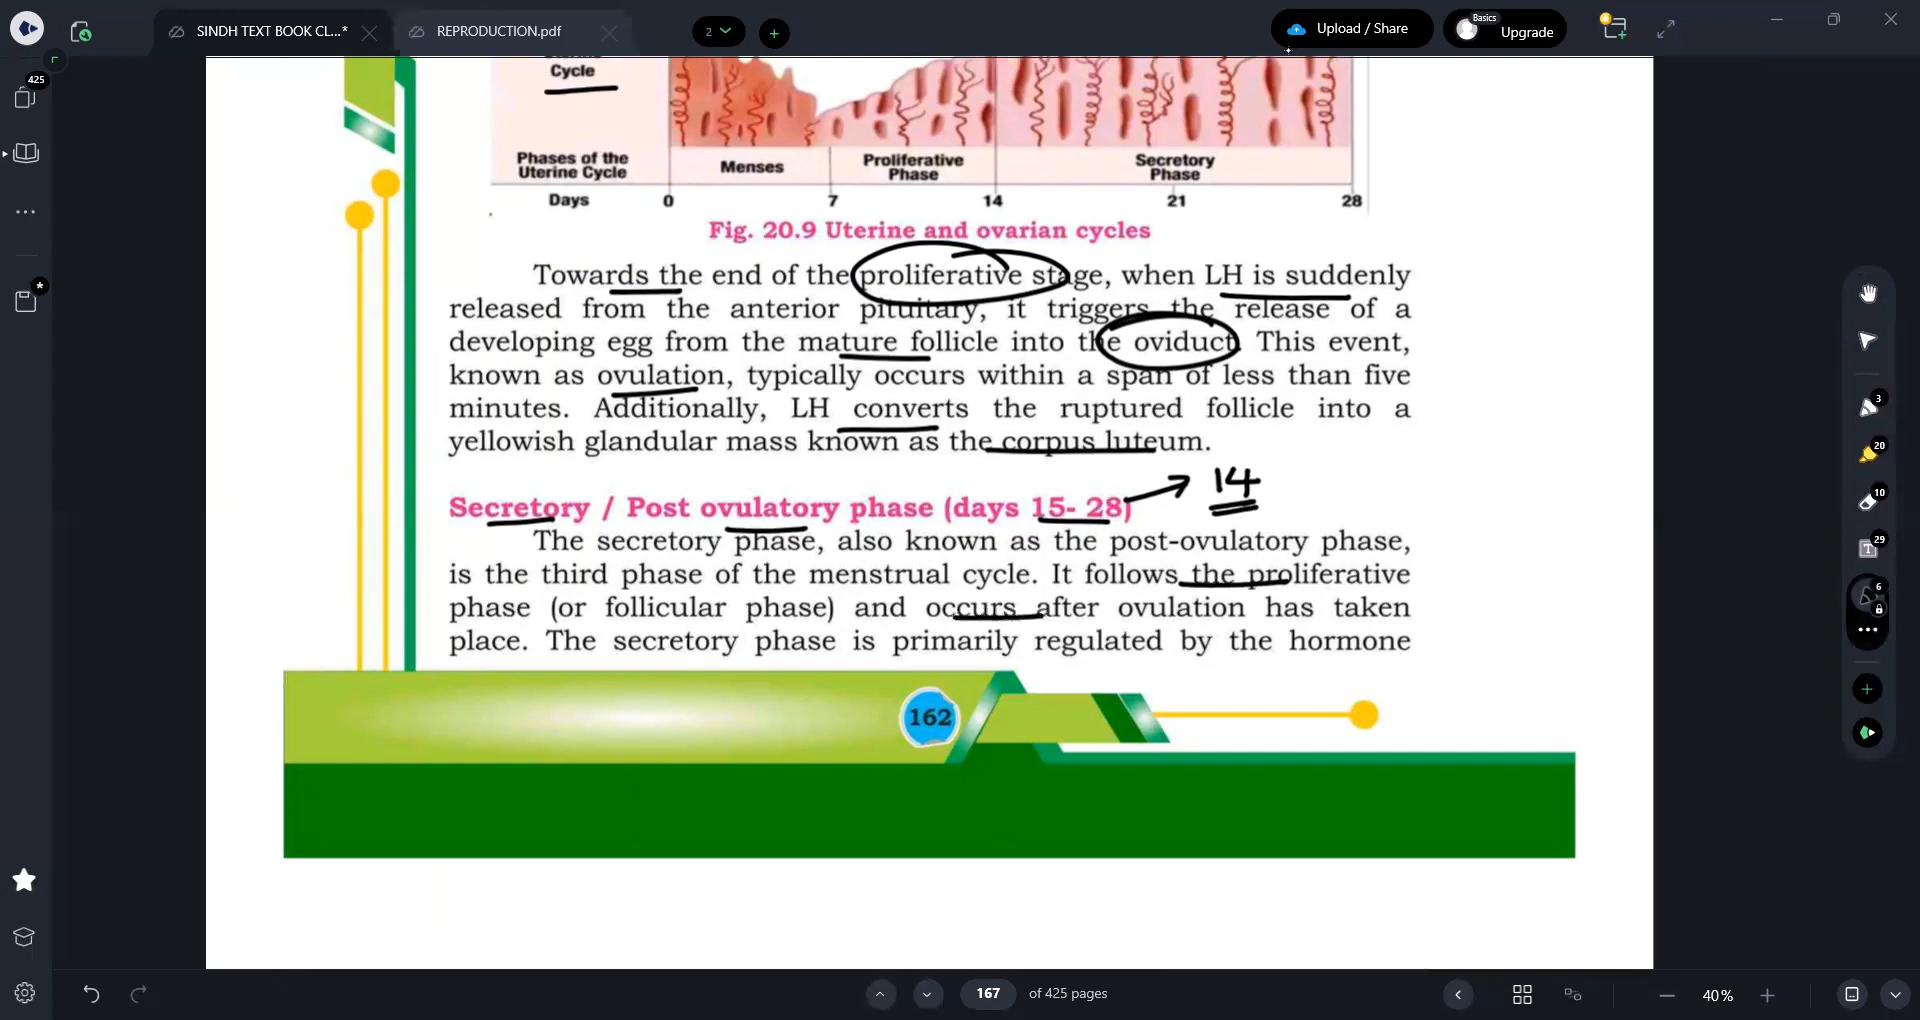 SINDH TEXT BOOK CL...*
REPRODUCTION.pdf
2
Upload / Share
Basics
Upgrade
425
Cycle
Phases of the
Uterine Cycle
Menses
Proliferative
Phase
Secretory
Phase
Days
0
7
14
21
28
Fig. 20.9 Uterine and ovarian cycles
Towards the end of the proliferative stage, when LH is suddenly
released from the anterior pituitary, it triggers the release of a
developing egg from the mature follicle into the oviduct. This event,
known as ovulation, typically occurs within a span of less than five
minutes. Additionally, LH converts the ruptured follicle into a
yellowish glandular mass known as the corpus luteum.
14
Secretory / Post ovulatory phase (days 15- 28)
The secretory phase, also known as the post-ovulatory phase,
is the third phase of the menstrual cycle. It follows the proliferative
phase (or follicular phase) and occurs after ovulation has taken
place. The secretory phase is primarily regulated by the hormone
162
3
20
10
T
29
6
167
of 425 pages
40%